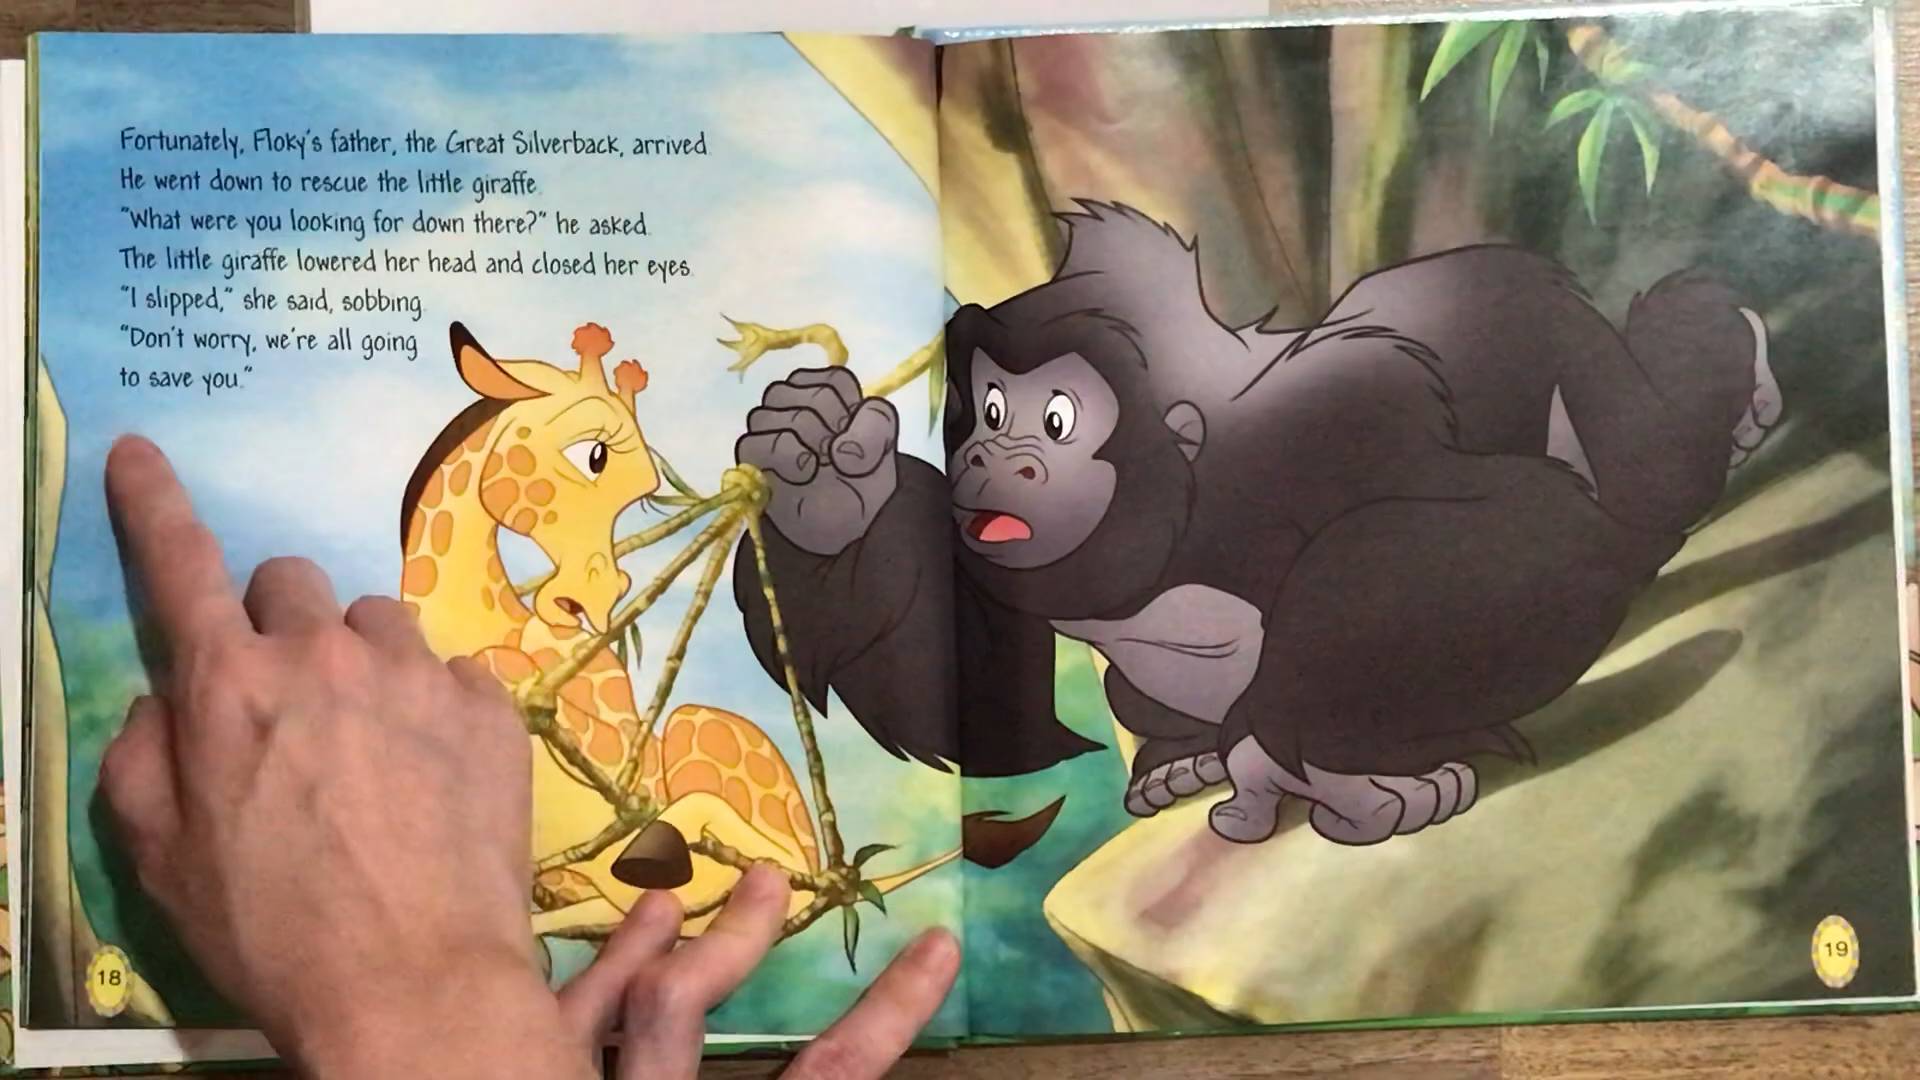 Fortunately, Floky's father, the Great Silverback, arrived.
He went down to rescue the little giraffe.
"What were you looking for down there?" he asked.
The little giraffe lowered her head and closed her eyes.
"I slipped," she said, sobbing.
"Don't worry, we're all going
to save you."
18
19